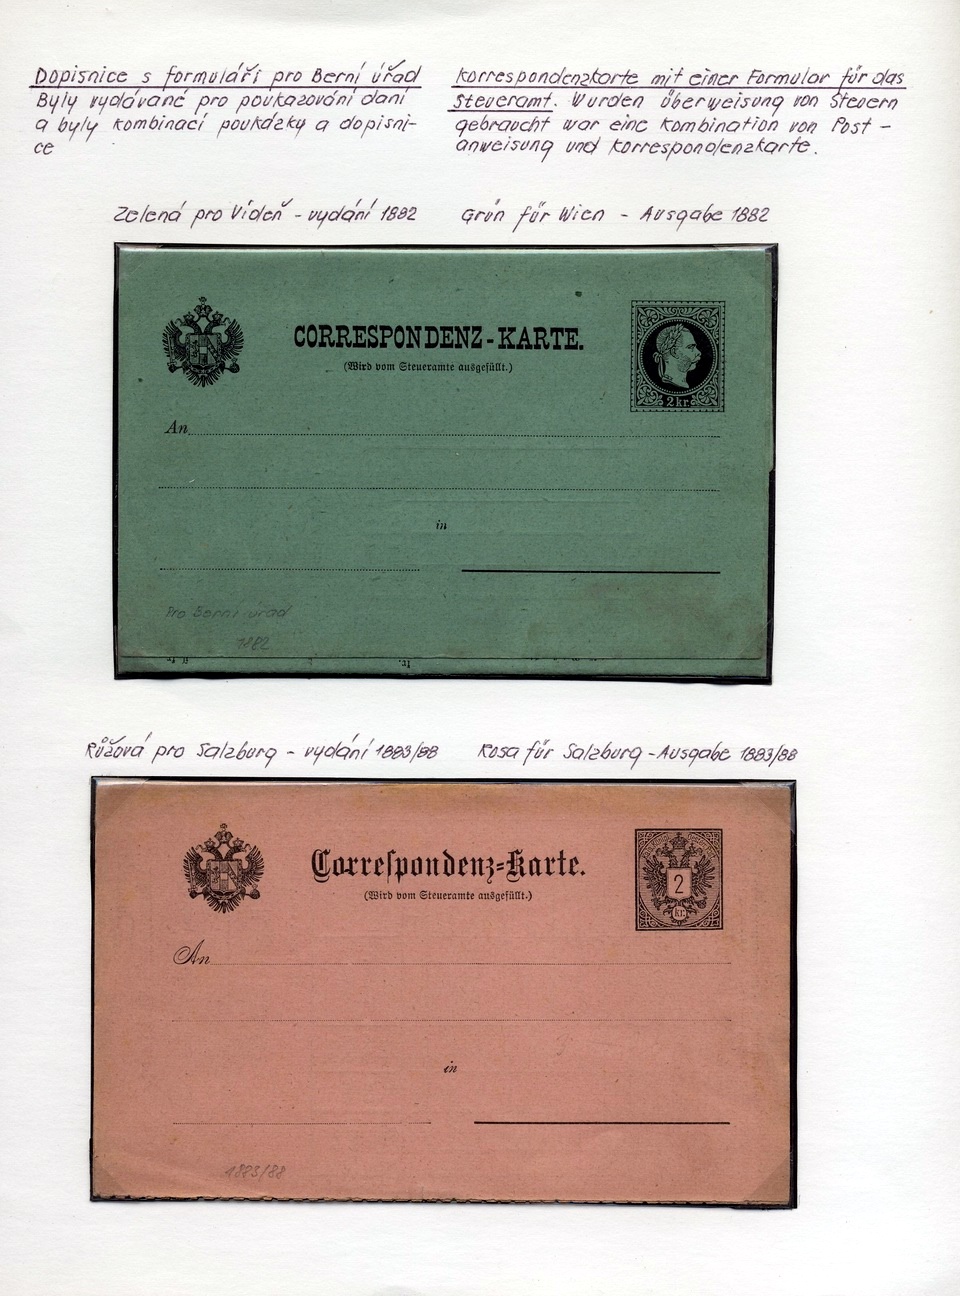 Dopisnice s formuláři pro Berní úřad
Byly vydávané pro poukazování daní
a byly kombinací poukázky a dopisni-
ce
Korrespondenzkarte mit einer Formular für das
Steueramt. Wurden Überweisung von Steuern
gebraucht war eine Kombination von Post-
anweisung und Korrespondenzkarte.
Zelená pro Vídeň - vydání 1882
Grün für Wien - Ausgabe 1882
CORRESPONDENZ-KARTE.
(Wird vom Steueramte ausgefüllt.)
2 kr.
An
in
Pro Berní úřad
1882
Růžová pro Salzburg - vydání 1883/88
Rosa für Salzburg - Ausgabe 1883/88
Correspondenz-Karte.
(Wird vom Steueramte ausgefüllt.)
2
kr.
An
in
1883/88